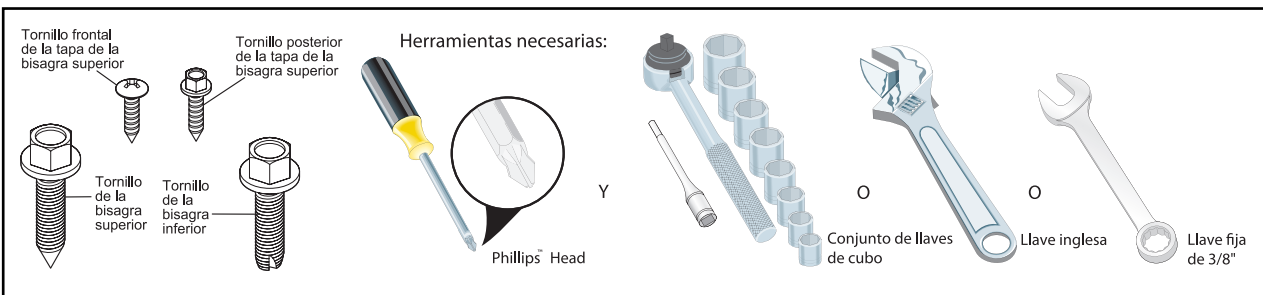 Tornillo frontal
de la tapa de la
bisagra superior
Tornillo posterior
de la tapa de la
bisagra superior
Herramientas necesarias:
Tornillo
de la
bisagra
superior
Tornillo
de la
bisagra
inferior
Phillips™ Head
Y
Conjunto de llaves
de cubo
O
Llave inglesa
O
Llave fija
de 3/8"